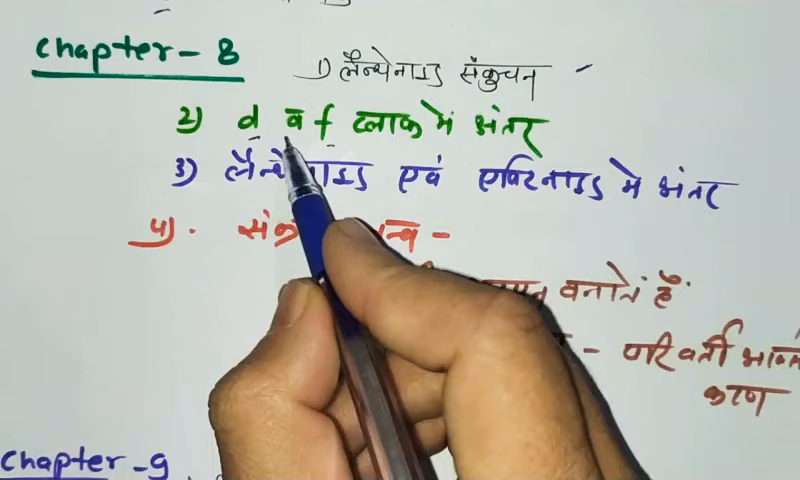 Chapter - 8
1) लैन्थेनाइड संकुचन
2) d व f ब्लाक में अंतर
3) लैन्थेनाइड एवं एक्टिनाइड में अंतर
4). तत्व -
बनाते हैं
- परिवर्ती
करण
Chapter - 9